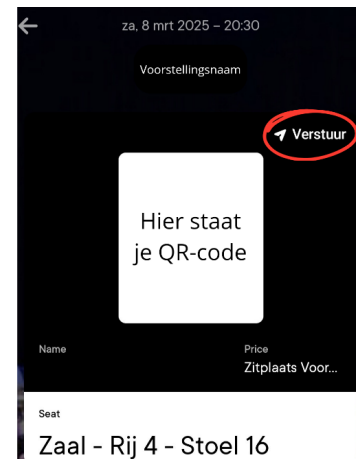 za, 8 mrt 2025 – 20:30
Voorstellingsnaam
Verstuur
Hier staat
je QR-code
Name
Price
Zitplaats Voor...
Seat
Zaal - Rij 4 - Stoel 16